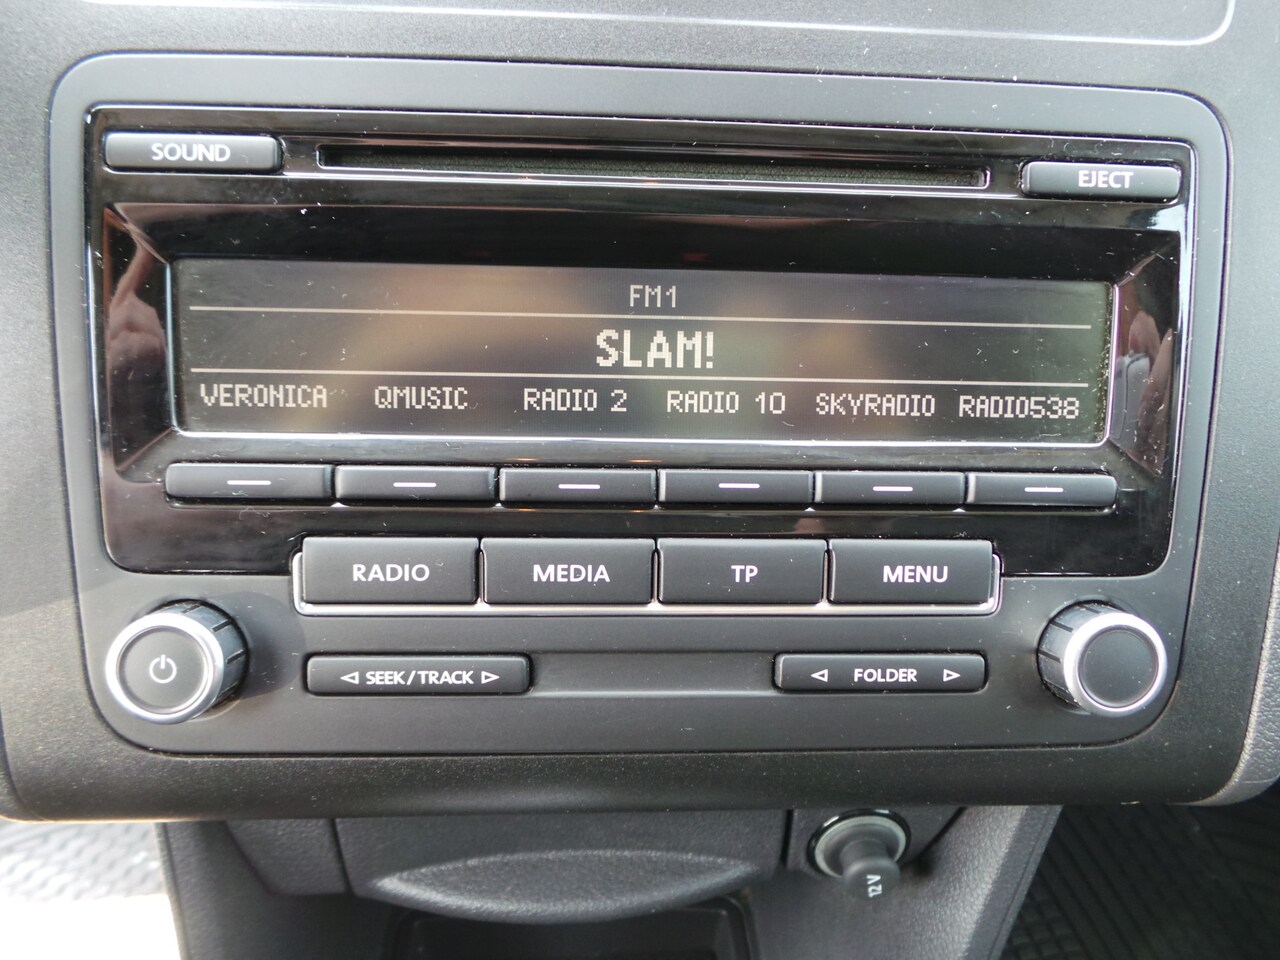 SOUND
EJECT
FM1
SLAM!
VERONICA QMUSIC RADIO 2 RADIO 10 SKYRADIO RADIO538
RADIO MEDIA TP MENU
◁ SEEK/TRACK ▷ ◁ FOLDER ▷
12 V